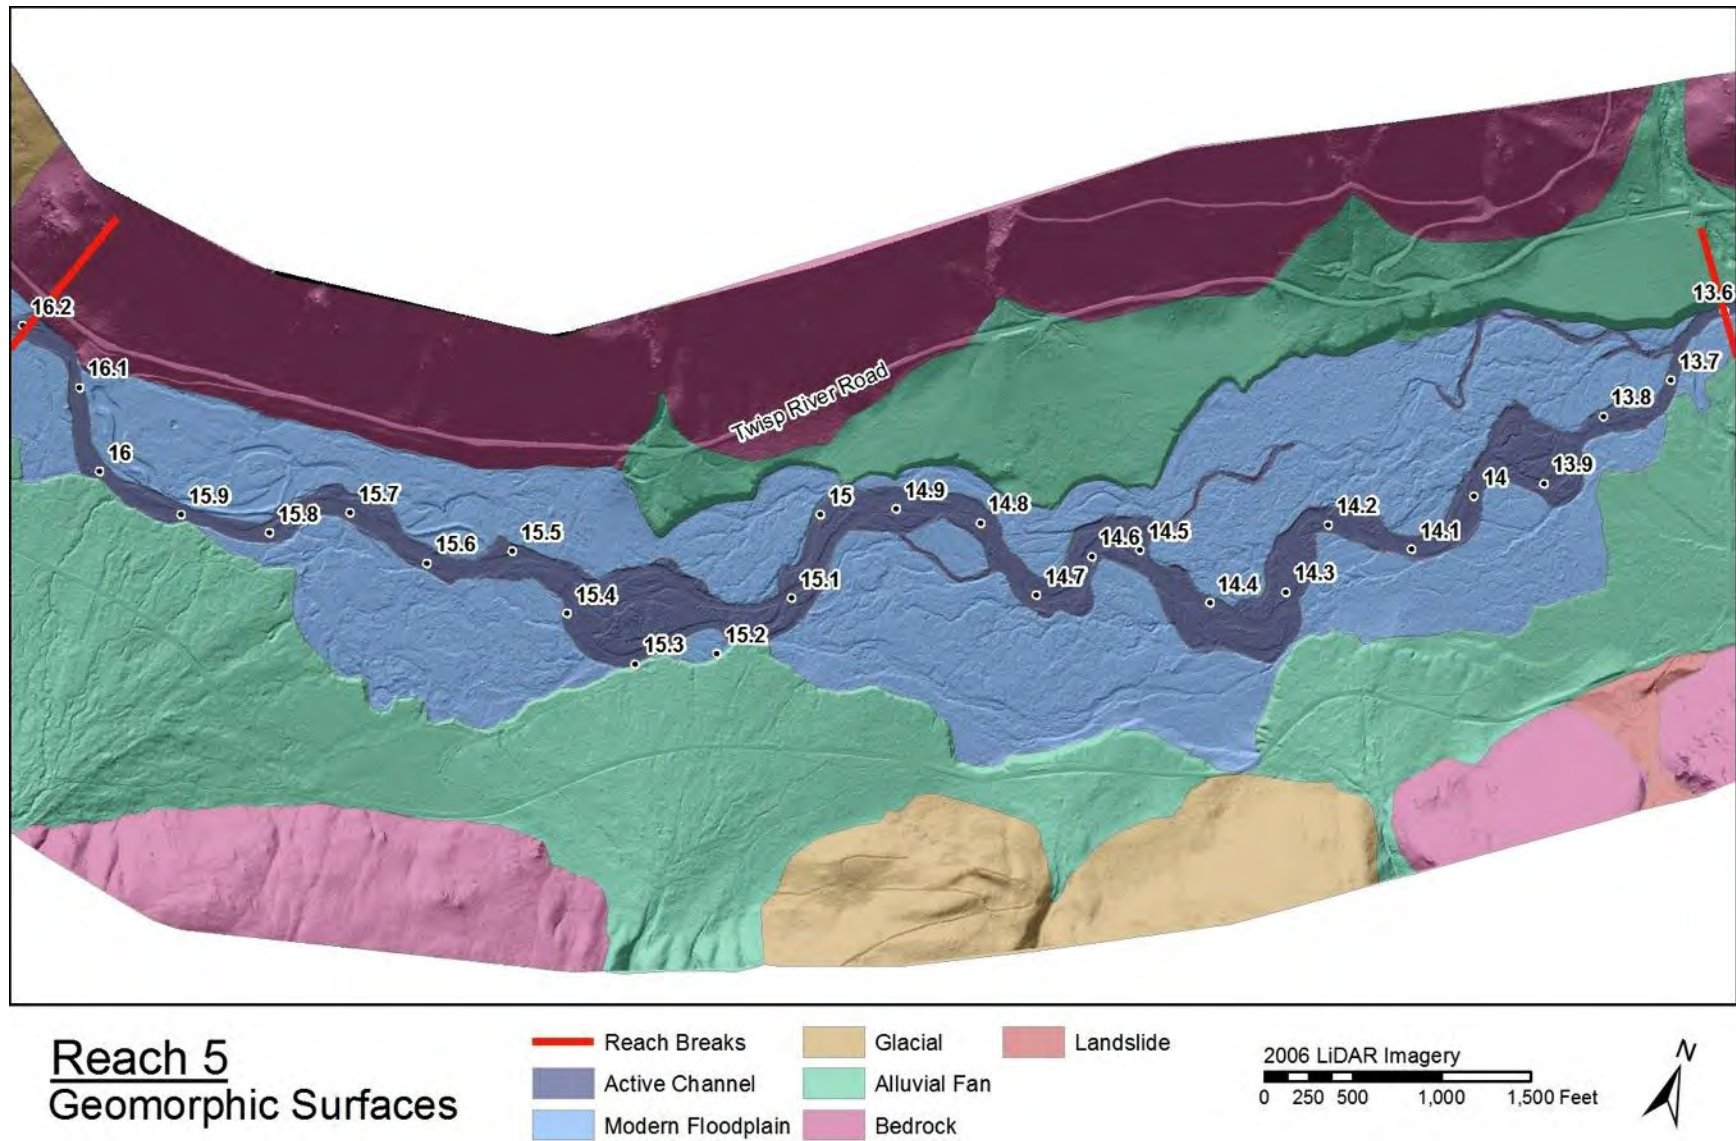 16.2
16.1
16
15.9
15.8
15.7
15.6
15.5
15.4
15.3
15.2
15.1
15
14.9
14.8
14.7
14.6
14.5
14.4
14.3
14.2
14.1
14
13.9
13.8
13.7
13.6
Twisp River Road
Reach 5
Geomorphic Surfaces
Reach Breaks
Active Channel
Modern Floodplain
Glacial
Alluvial Fan
Bedrock
Landslide
2006 LiDAR Imagery
0 250 500 1,000 1,500 Feet
N